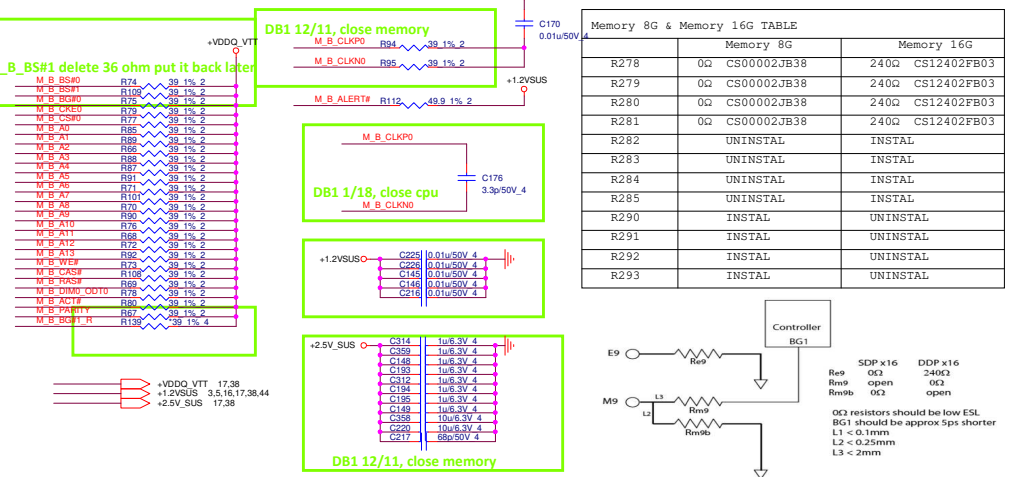 DB1 12/11, close memory
+VDDQ_VTT
M_B_CLKP0 R94 39_1%_2
M_B_CLKN0 R95 39_1%_2
C170
0.01u/50V_4
+1.2VSUS
M_B_ALERT# R112 49.9_1%_2
_B_BS#1 delete 36 ohm put it back later
M_B_BS#0 R74 39_1%_2
M_B_BS#1 R109 39_1%_2
M_B_BG#0 R75 39_1%_2
M_B_CKE0 R79 39_1%_2
M_B_CS#0 R77 39_1%_2
M_B_A0 R85 39_1%_2
M_B_A1 R89 39_1%_2
M_B_A2 R66 39_1%_2
M_B_A3 R88 39_1%_2
M_B_A4 R87 39_1%_2
M_B_A5 R91 39_1%_2
M_B_A6 R71 39_1%_2
M_B_A7 R101 39_1%_2
M_B_A8 R70 39_1%_2
M_B_A9 R90 39_1%_2
M_B_A10 R76 39_1%_2
M_B_A11 R68 39_1%_2
M_B_A12 R72 39_1%_2
M_B_A13 R92 39_1%_2
M_B_WE# R73 39_1%_2
M_B_CAS# R108 39_1%_2
M_B_RAS# R69 39_1%_2
M_B_DIM0_ODT0 R78 39_1%_2
M_B_ACT# R80 39_1%_2
M_B_PARITY R67 39_1%_2
M_B_BG#1_R R139 *39_1%_4
+VDDQ_VTT 17,38
+1.2VSUS 3,5,16,17,38,44
+2.5V_SUS 17,38
M_B_CLKP0
C176
3.3p/50V_4
DB1 1/18, close cpu
M_B_CLKN0
+1.2VSUS
C225 0.01u/50V_4
C226 0.01u/50V_4
C145 0.01u/50V_4
C146 0.01u/50V_4
C216 0.01u/50V_4
+2.5V_SUS
C314 1u/6.3V_4
C359 1u/6.3V_4
C148 1u/6.3V_4
C193 1u/6.3V_4
C312 1u/6.3V_4
C194 1u/6.3V_4
C195 1u/6.3V_4
C149 1u/6.3V_4
C358 10u/6.3V_4
C220 10u/6.3V_4
C217 68p/50V_4
DB1 12/11, close memory
Memory 8G & Memory 16G TABLE
Memory 8G Memory 16G
R278 0Ω CS00002JB38 240Ω CS12402FB03
R279 0Ω CS00002JB38 240Ω CS12402FB03
R280 0Ω CS00002JB38 240Ω CS12402FB03
R281 0Ω CS00002JB38 240Ω CS12402FB03
R282 UNINSTAL INSTAL
R283 UNINSTAL INSTAL
R284 UNINSTAL INSTAL
R285 UNINSTAL INSTAL
R290 INSTAL UNINSTAL
R291 INSTAL UNINSTAL
R292 INSTAL UNINSTAL
R293 INSTAL UNINSTAL
Controller
BG1
E9
Re9
M9
L3
L2
Rm9
Rm9b
SDP x16 DDP x16
Re9 0Ω 240Ω
Rm9 open 0Ω
Rm9b 0Ω open
0Ω resistors should be low ESL
BG1 should be approx 5ps shorter
L1 < 0.1mm
L2 < 0.25mm
L3 < 2mm